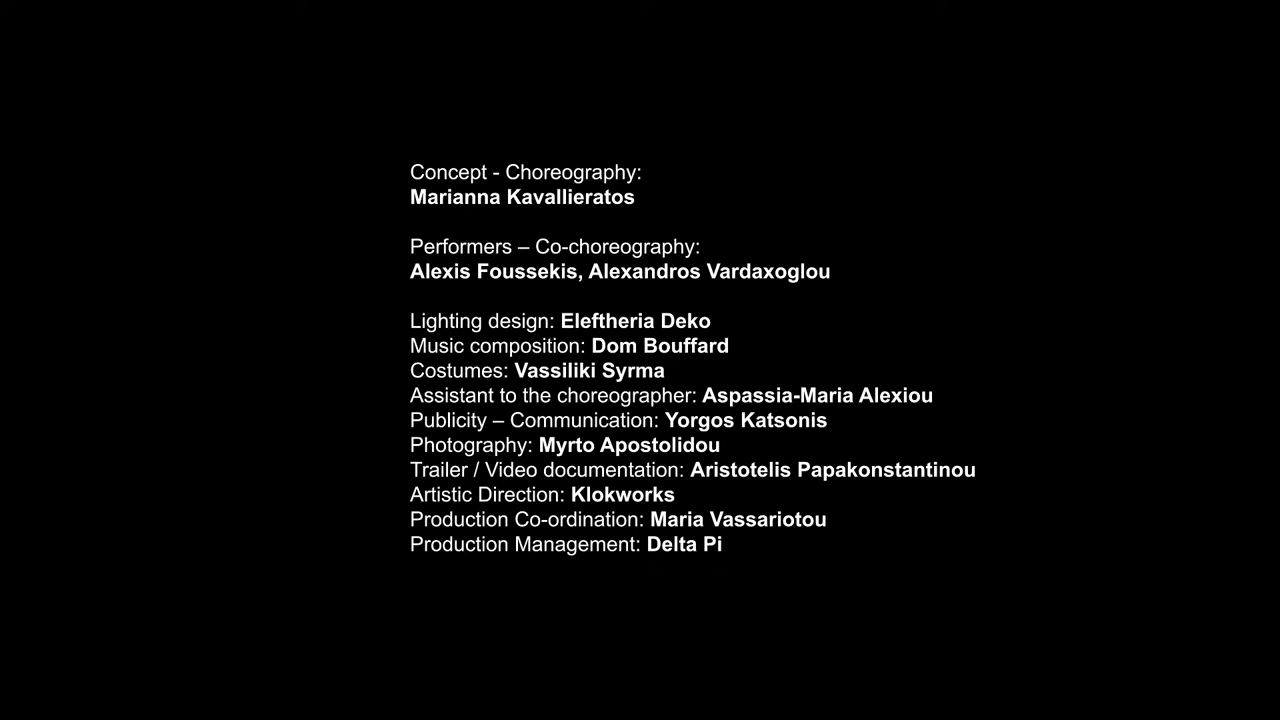 Concept - Choreography:
Marianna Kavallieratos
Performers – Co-choreography:
Alexis Foussekis, Alexandros Vardaxoglou
Lighting design: Eleftheria Deko
Music composition: Dom Bouffard
Costumes: Vassiliki Syrma
Assistant to the choreographer: Aspassia-Maria Alexiou
Publicity – Communication: Yorgos Katsonis
Photography: Myrto Apostolidou
Trailer / Video documentation: Aristotelis Papakonstantinou
Artistic Direction: Klokworks
Production Co-ordination: Maria Vassariotou
Production Management: Delta Pi